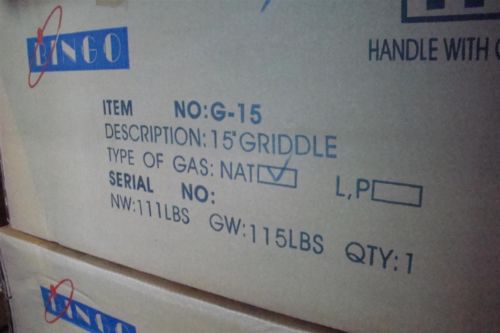 BINGO
HANDLE WITH
ITEM NO:G-15
DESCRIPTION:15"GRIDDLE
TYPE OF GAS:NAT L,P
SERIAL NO:
NW:111LBS GW:115LBS QTY:1
BINGO